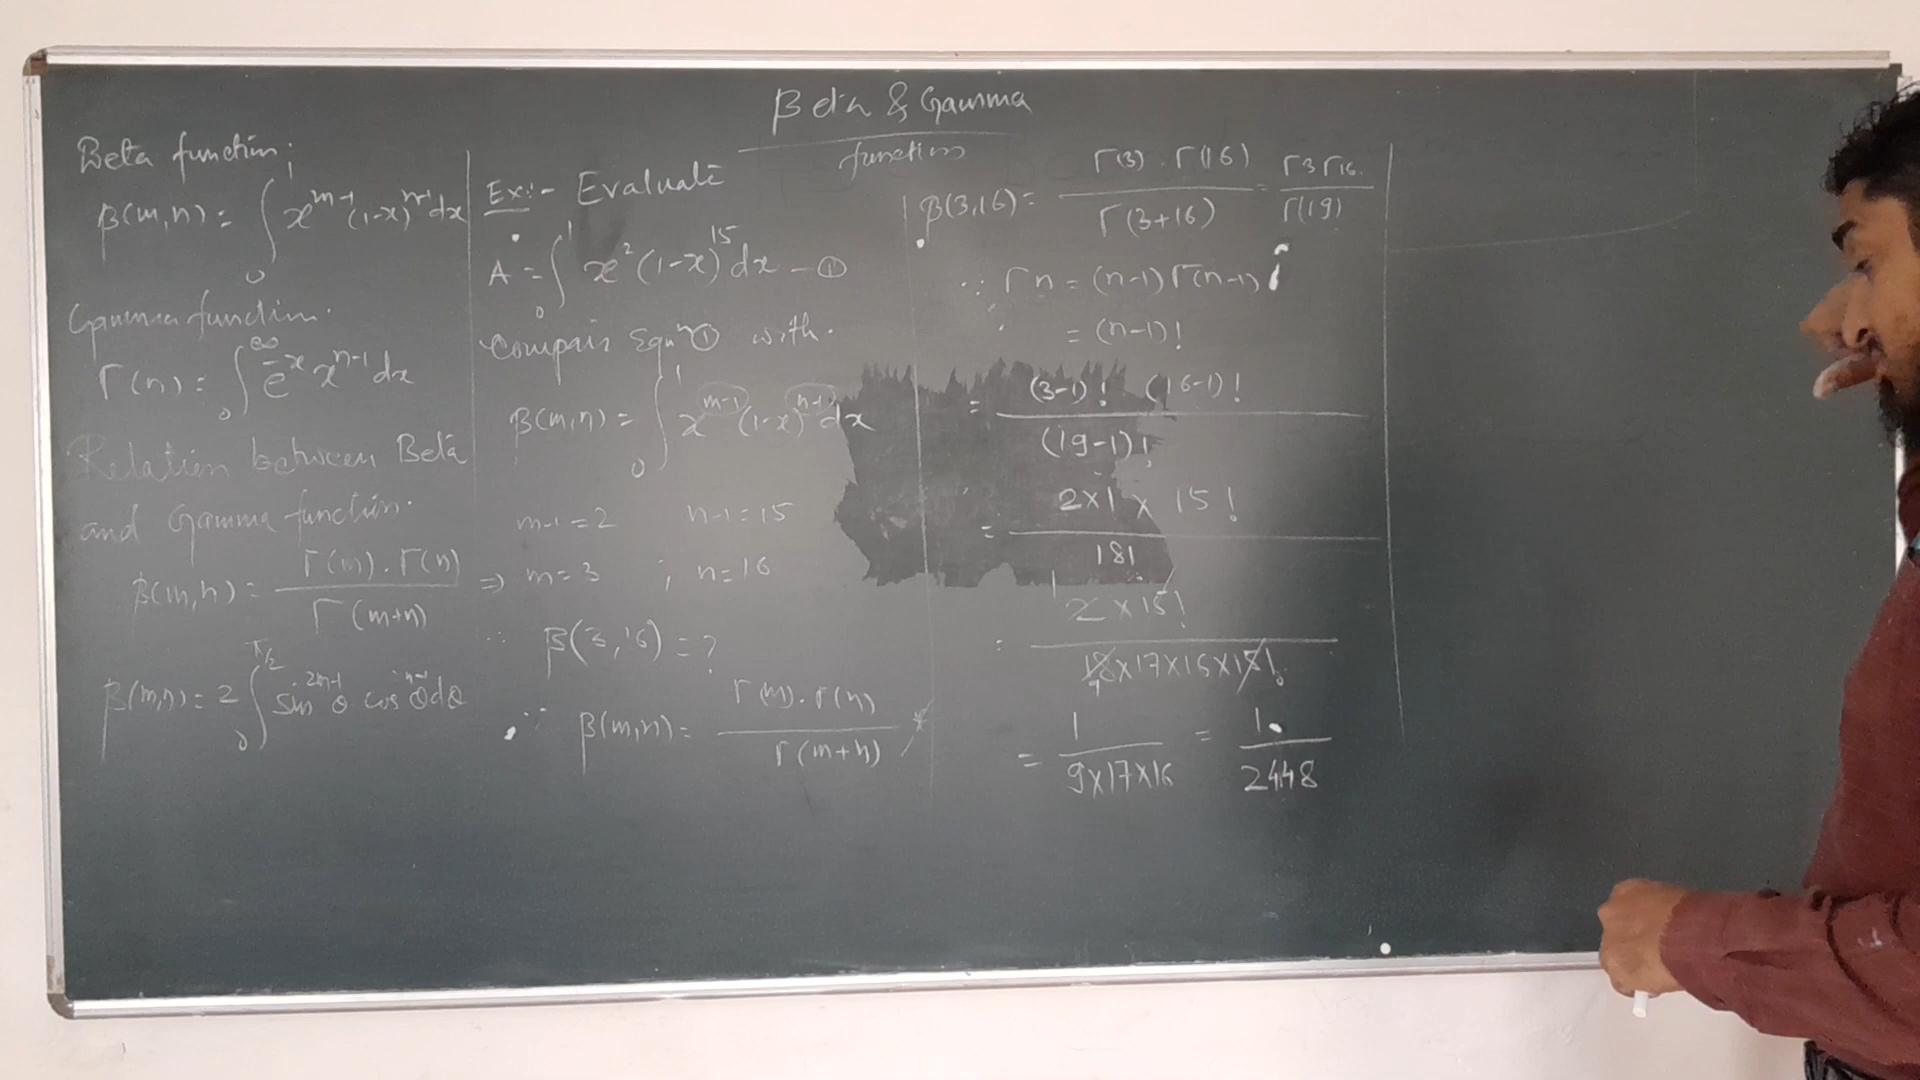 Beta & Gamma
function
Beta function;
β(m,n) = ∫₀¹ x^(m-1) (1-x)^(n-1) dx
Gamma function.
Γ(n) = ∫₀^∞ e^(-x) x^(n-1) dx
Relation between Beta
and Gamma function.
β(m,n) = Γ(m).Γ(n) / Γ(m+n)
β(m,n) = 2 ∫₀^(π/2) sin^(2m-1) θ cos θ dθ
Ex:- Evaluate
A = ∫₀¹ x² (1-x)^15 dx - ①
Compair Equⁿ ① with.
β(m,n) = ∫₀¹ x^(m-1) (1-x)^(n-1) dx
m-1 = 2 n-1 = 15
⇒ m = 3 ; n = 16
∴ β(3,16) = ?
∵ β(m,n) = Γ(m).Γ(n) / Γ(m+n)
β(3,16) = Γ(3).Γ(16) / Γ(3+16) = Γ3 Γ16. / Γ(19)
∵ Γn = (n-1)Γ(n-1)
= (n-1)!
= (3-1)! (16-1)! / (19-1)!
= 2×1 × 15! / 18!
= 2 × 15! / 18×17×16×15!
= 1 / 9×17×16 = 1 / 2448